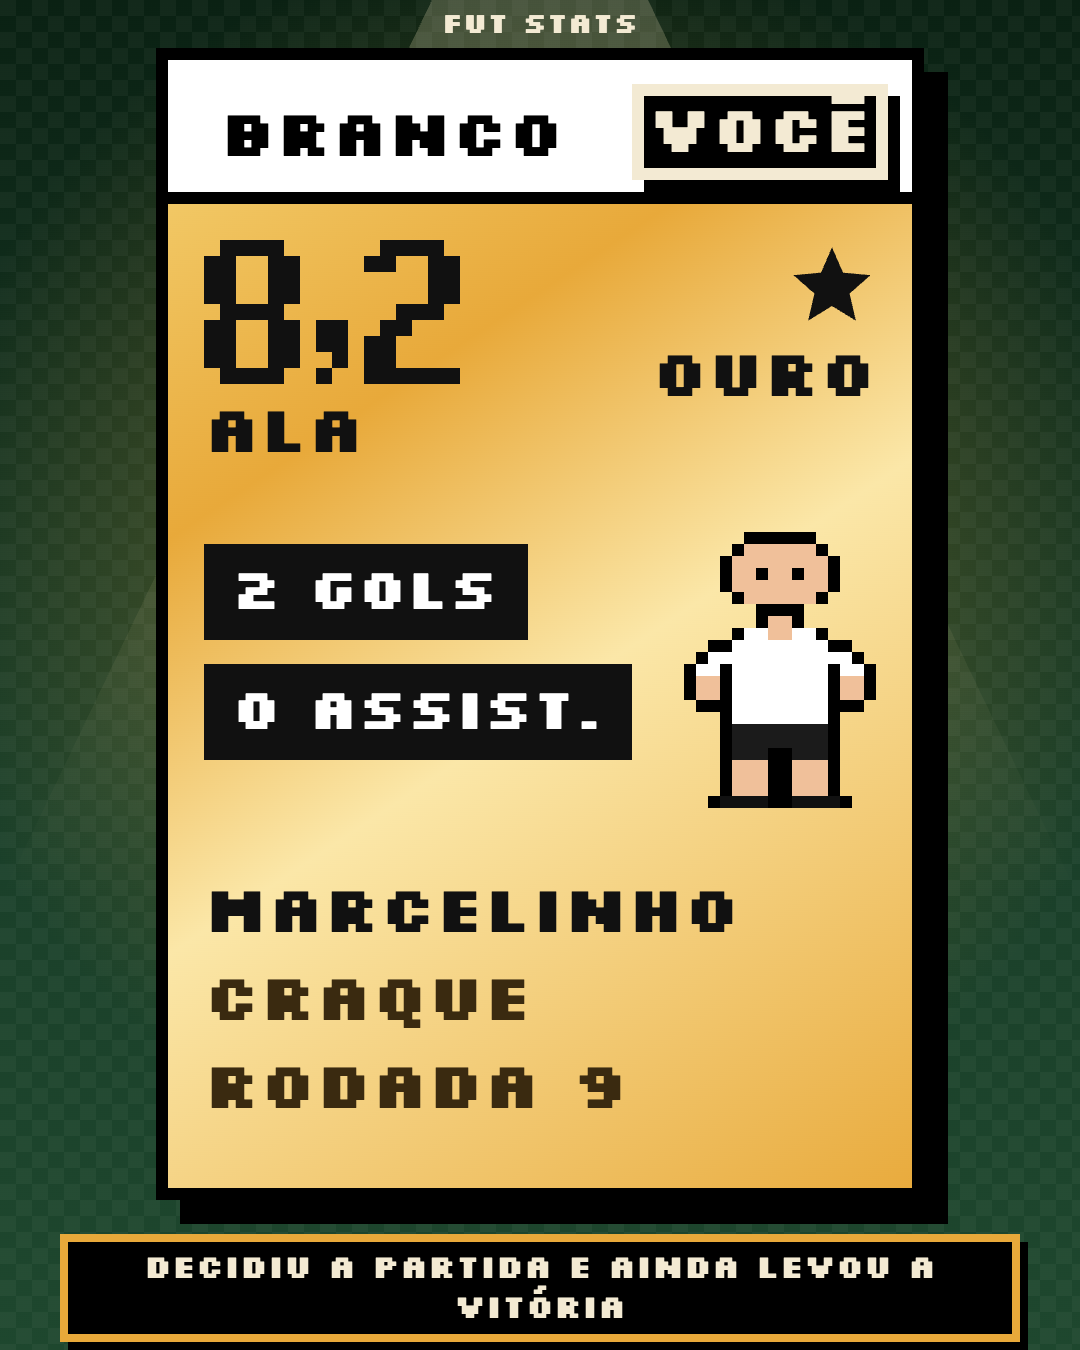 FUT STATS
BRANCO
VOCÊ
8,2
OURO
ALA
2 GOLS
0 ASSIST.
MARCELINHO
CRAQUE
RODADA 9
DECIDIU A PARTIDA E AINDA LEVOU A
VITÓRIA